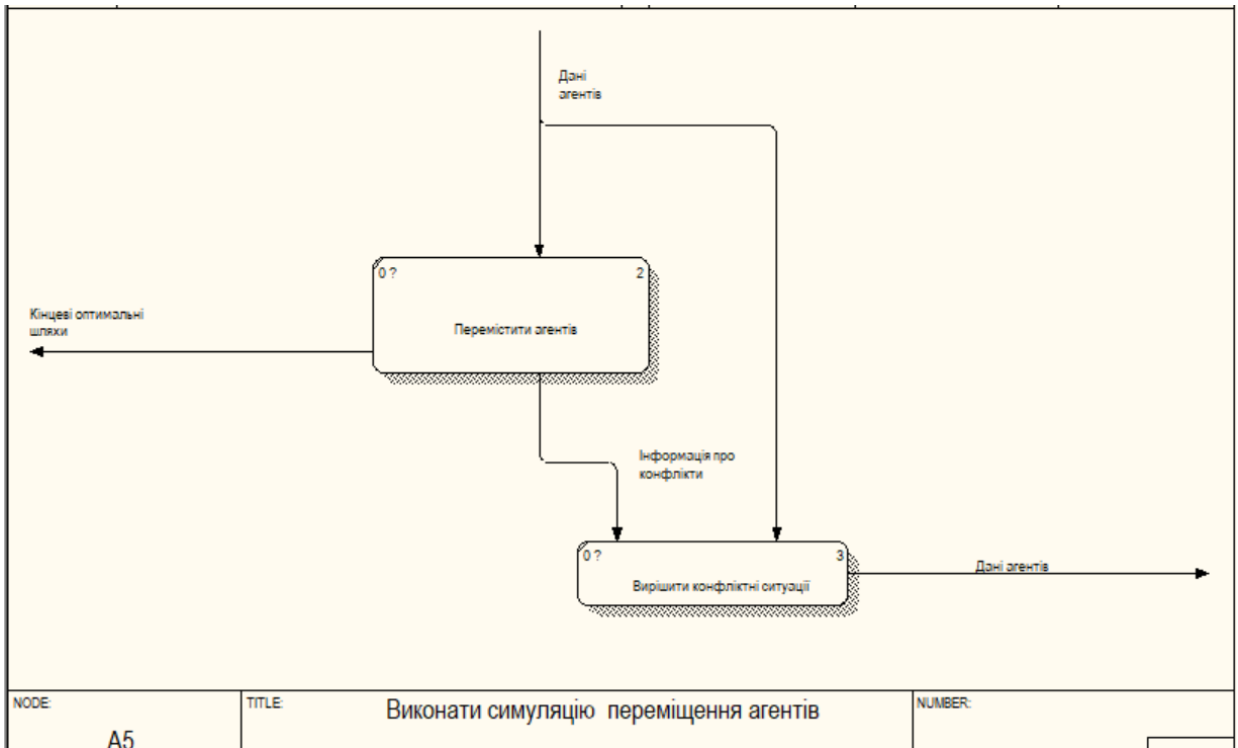 Дані
агентів
0 ?
2
Перемістити агентів
Кінцеві оптимальні
шляхи
Інформація про
конфлікти
0 ?
3
Вирішити конфліктні ситуації
Дані агентів
NODE:
A5
TITLE:
Виконати симуляцію переміщення агентів
NUMBER: